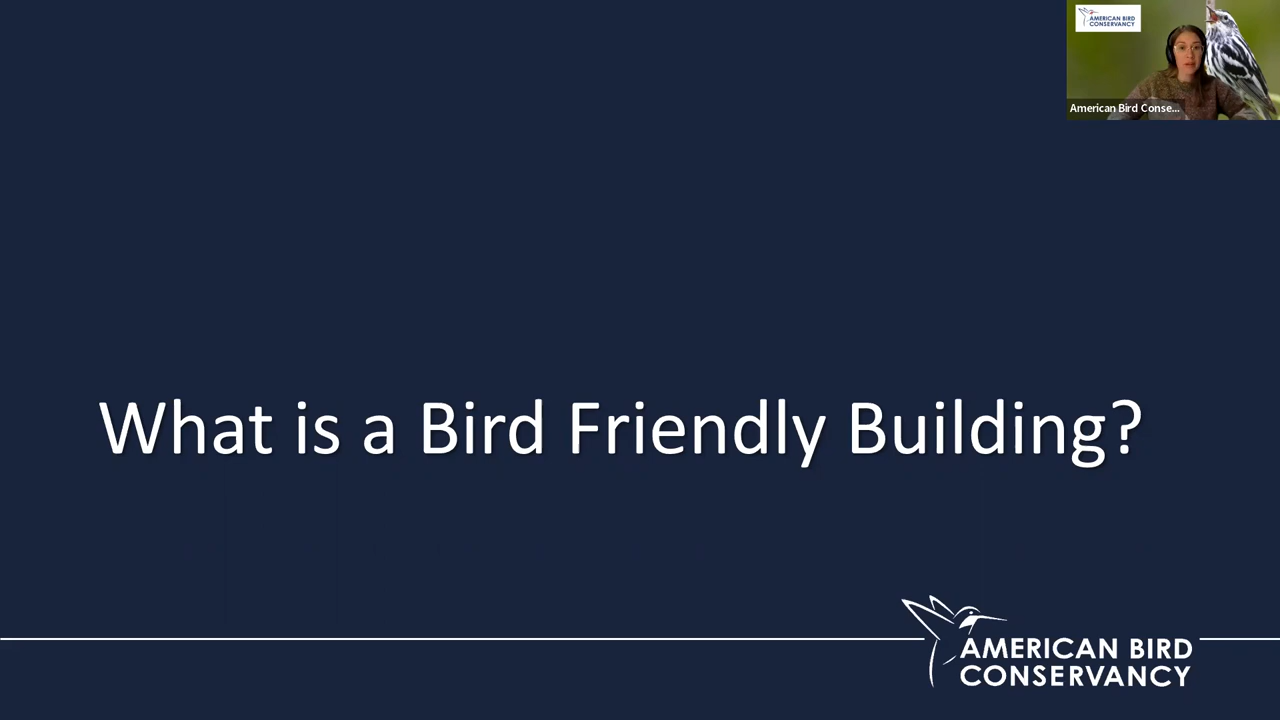 AMERICAN BIRD
CONSERVANCY
American Bird Conse...
What is a Bird Friendly Building?
AMERICAN BIRD
CONSERVANCY